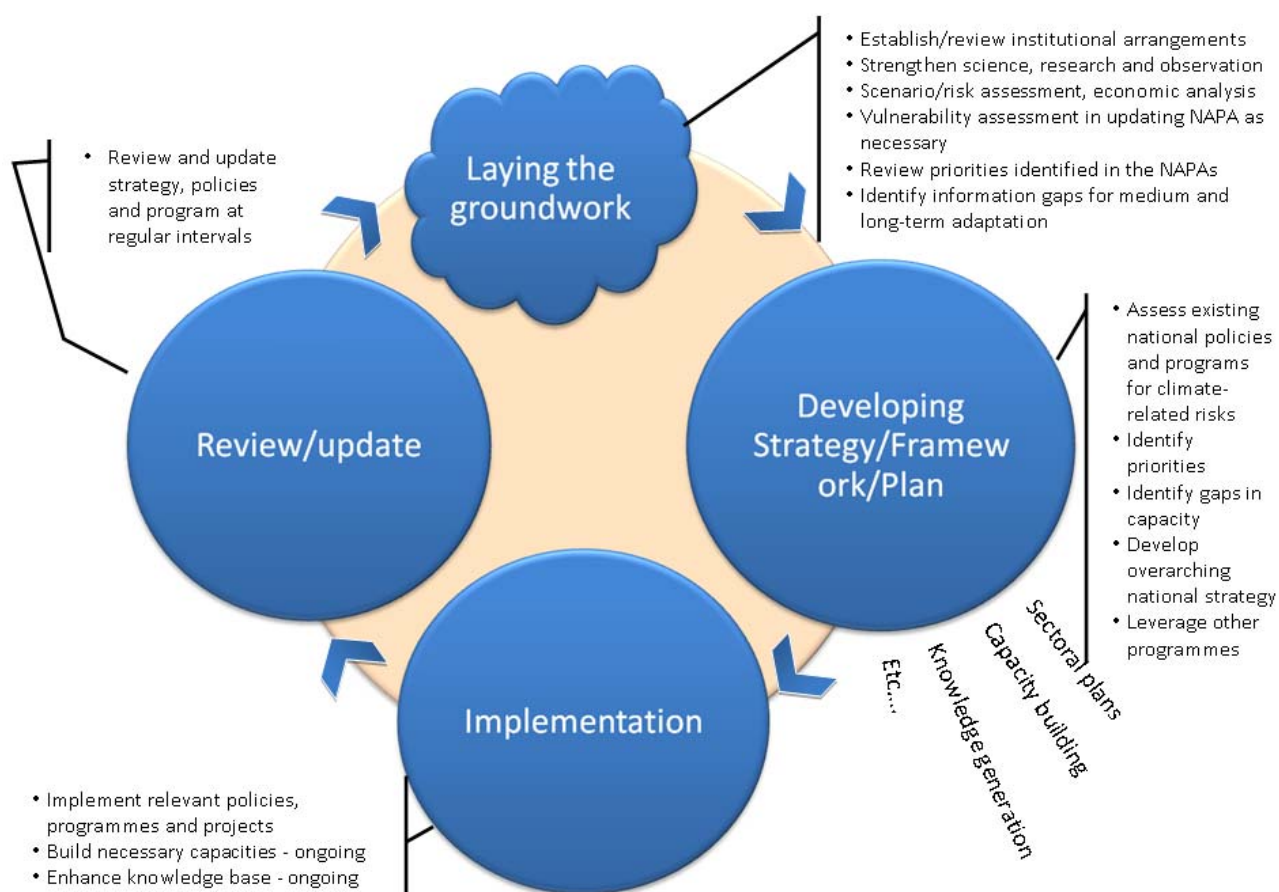 • Establish/review institutional arrangements
• Strengthen science, research and observation
• Scenario/risk assessment, economic analysis
• Vulnerability assessment in updating NAPA as
necessary
• Review priorities identified in the NAPAs
• Identify information gaps for medium and
long-term adaptation
Laying the
groundwork
• Review and update
strategy, policies
and program at
regular intervals
Review/update
Developing
Strategy/Framew
ork/Plan
• Assess existing
national policies
and programs
for climate-
related risks
• Identify
priorities
• Identify gaps in
capacity
• Develop
overarching
national strategy
• Leverage other
programmes
Sectoral plans
Capacity building
Knowledge generation
Etc....
Implementation
• Implement relevant policies,
programmes and projects
• Build necessary capacities - ongoing
• Enhance knowledge base - ongoing